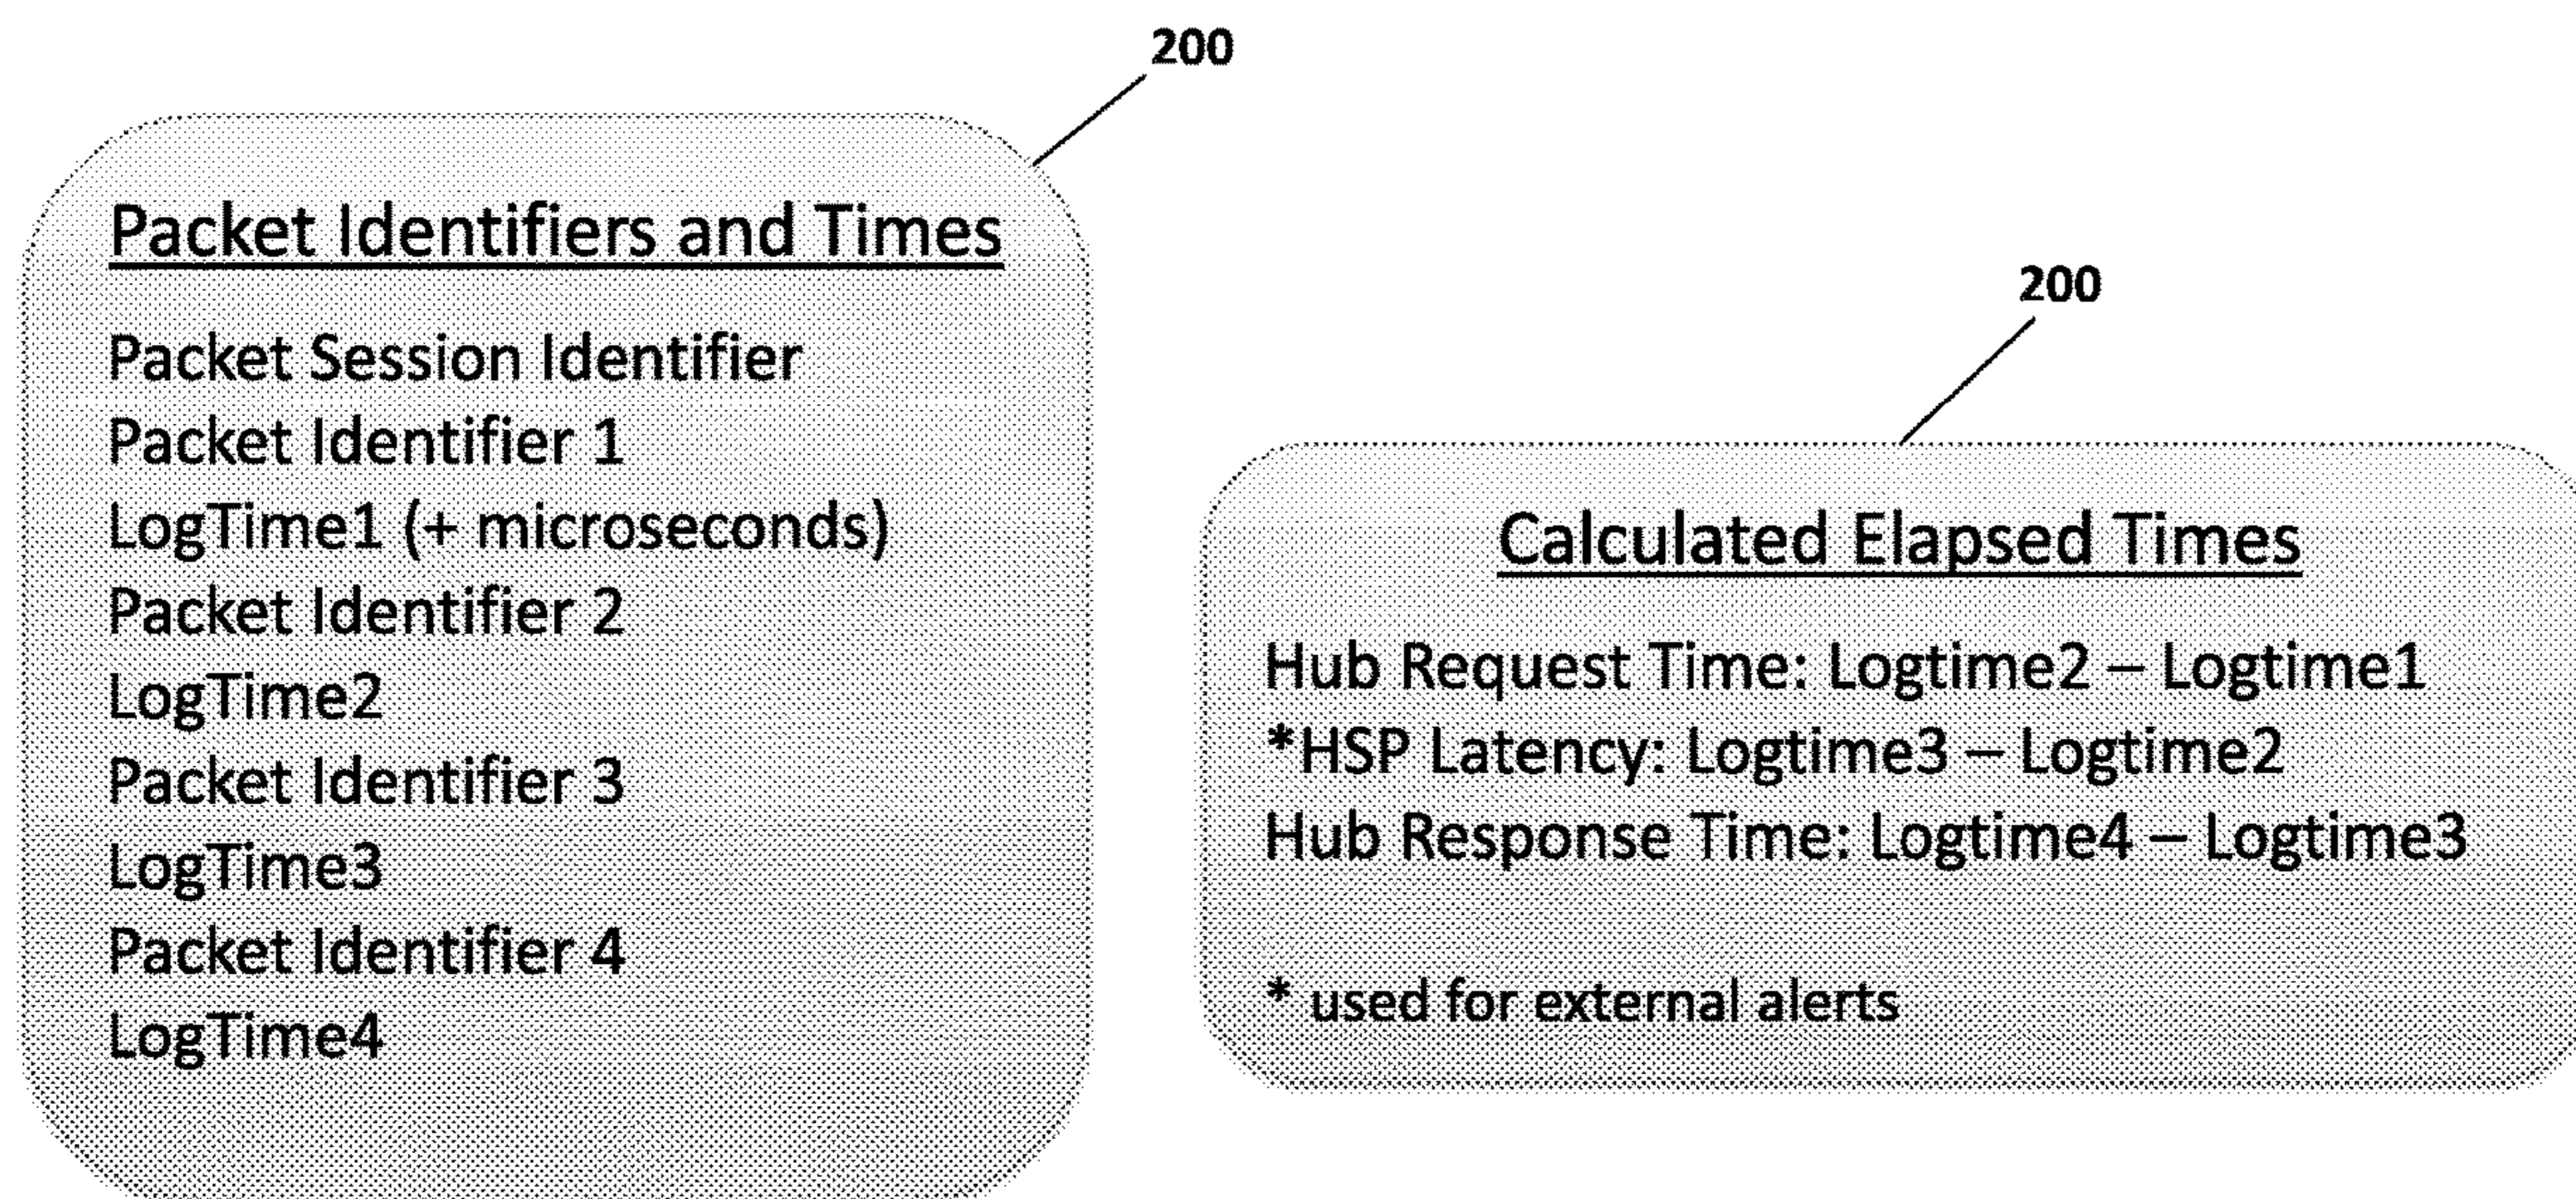 200
Packet Identifiers and Times
Packet Session Identifier
Packet Identifier 1
LogTime1 (+ microseconds)
Packet Identifier 2
LogTime2
Packet Identifier 3
LogTime3
Packet Identifier 4
LogTime4
200
Calculated Elapsed Times
Hub Request Time: Logtime2 – Logtime1
*HSP Latency: Logtime3 – Logtime2
Hub Response Time: Logtime4 – Logtime3
* used for external alerts